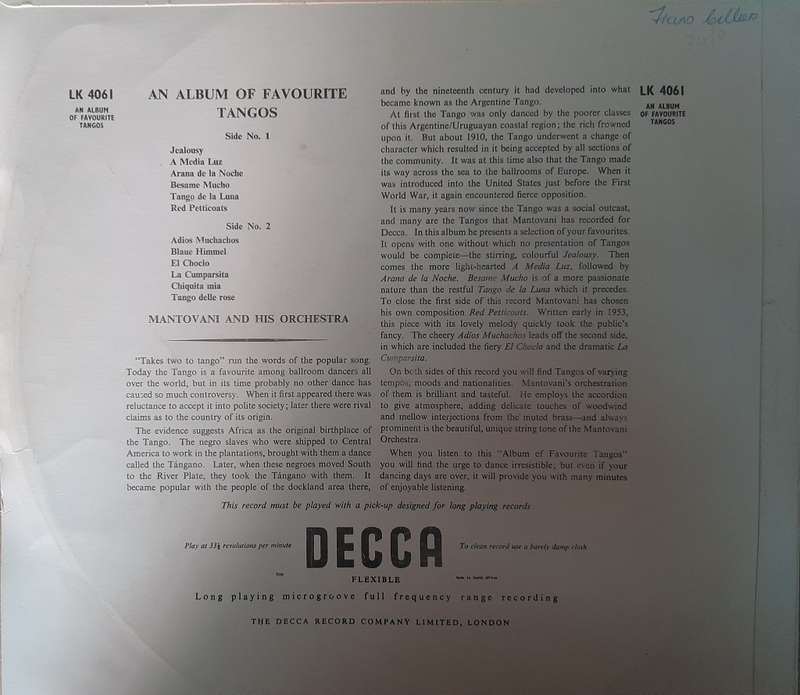 LK 4061
AN ALBUM
OF FAVOURITE
TANGOS
AN ALBUM OF FAVOURITE
TANGOS
Side No. 1
Jealousy
A Media Luz
Arana de la Noche
Besame Mucho
Tango de la Luna
Red Petticoats
Side No. 2
Adios Muchachos
Blaue Himmel
El Choclo
La Cumparsita
Chiquita mia
Tango delle rose
MANTOVANI AND HIS ORCHESTRA
"Takes two to tango" run the words of the popular song.
Today the Tango is a favourite among ballroom dancers all
over the world, but in its time probably no other dance has
caused so much controversy. When it first appeared there was
reluctance to accept it into polite society; later there were rival
claims as to the country of its origin.
The evidence suggests Africa as the original birthplace of
the Tango. The negro slaves who were shipped to Central
America to work in the plantations, brought with them a dance
called the Tángano. Later, when these negroes moved South
to the River Plate, they took the Tángano with them. It
became popular with the people of the dockland area there,
and by the nineteenth century it had developed into what
became known as the Argentine Tango.
At first the Tango was only danced by the poorer classes
of this Argentine/Uruguayan coastal region; the rich frowned
upon it. But about 1910, the Tango underwent a change of
character which resulted in it being accepted by all sections of
the community. It was at this time also that the Tango made
its way across the sea to the ballrooms of Europe. When it
was introduced into the United States just before the First
World War, it again encountered fierce opposition.
It is many years now since the Tango was a social outcast,
and many are the Tangos that Mantovani has recorded for
Decca. In this album he presents a selection of your favourites.
It opens with one without which no presentation of Tangos
would be complete—the stirring, colourful Jealousy. Then
comes the more light-hearted A Media Luz, followed by
Arana de la Noche. Besame Mucho is of a more passionate
nature than the restful Tango de la Luna which it precedes.
To close the first side of this record Mantovani has chosen
his own composition Red Petticoats. Written early in 1953,
this piece with its lovely melody quickly took the public's
fancy. The cheery Adios Muchachos leads off the second side,
in which are included the fiery El Choclo and the dramatic La
Cumparsita.
On both sides of this record you will find Tangos of varying
tempos, moods and nationalities. Mantovani's orchestration
of them is brilliant and tasteful. He employs the accordion
to give atmosphere, adding delicate touches of woodwind
and mellow interjections from the muted brass—and always
prominent is the beautiful, unique string tone of the Mantovani
Orchestra.
When you listen to this "Album of Favourite Tangos"
you will find the urge to dance irresistible; but even if your
dancing days are over, it will provide you with many minutes
of enjoyable listening.
LK 4061
AN ALBUM
OF FAVOURITE
TANGOS
This record must be played with a pick-up designed for long playing records
Play at 33⅓ revolutions per minute
DECCA
To clean record use a barely damp cloth
FLEXIBLE
Long playing microgroove full frequency range recording
THE DECCA RECORD COMPANY LIMITED, LONDON